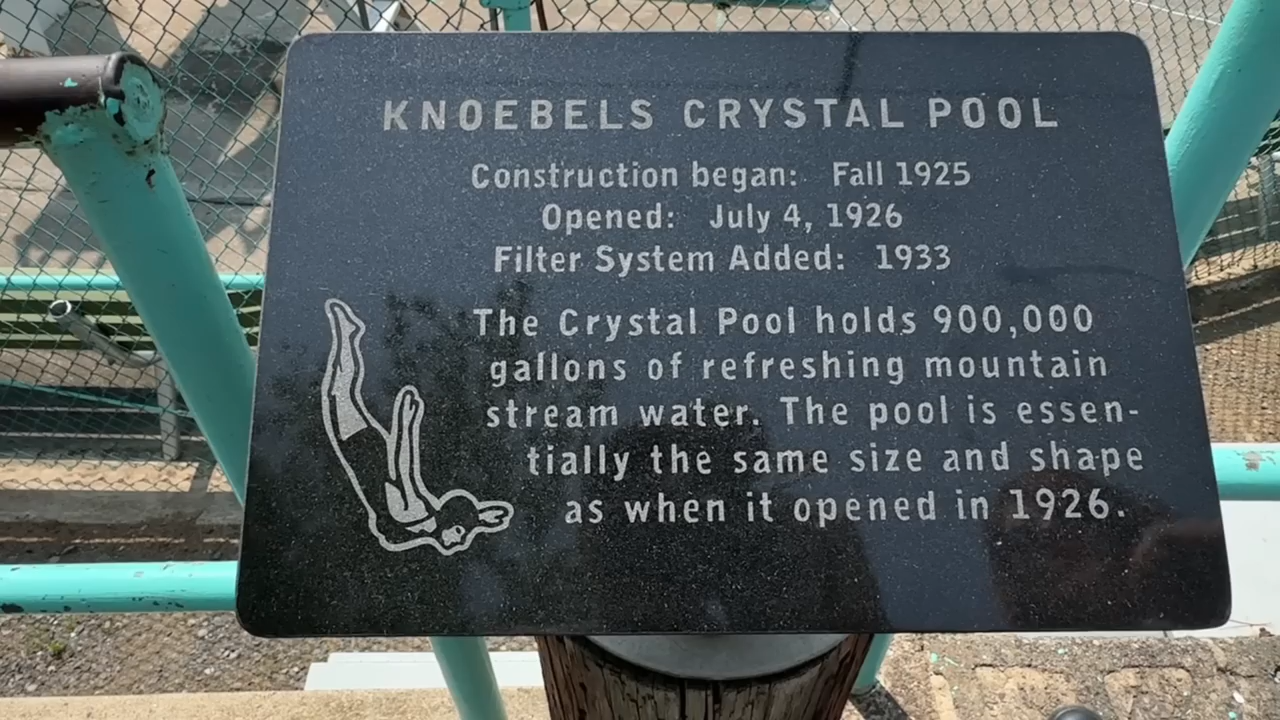 KNOEBELS CRYSTAL POOL
Construction began: Fall 1925
Opened: July 4, 1926
Filter System Added: 1933
The Crystal Pool holds 900,000
gallons of refreshing mountain
stream water. The pool is essen-
tially the same size and shape
as when it opened in 1926.